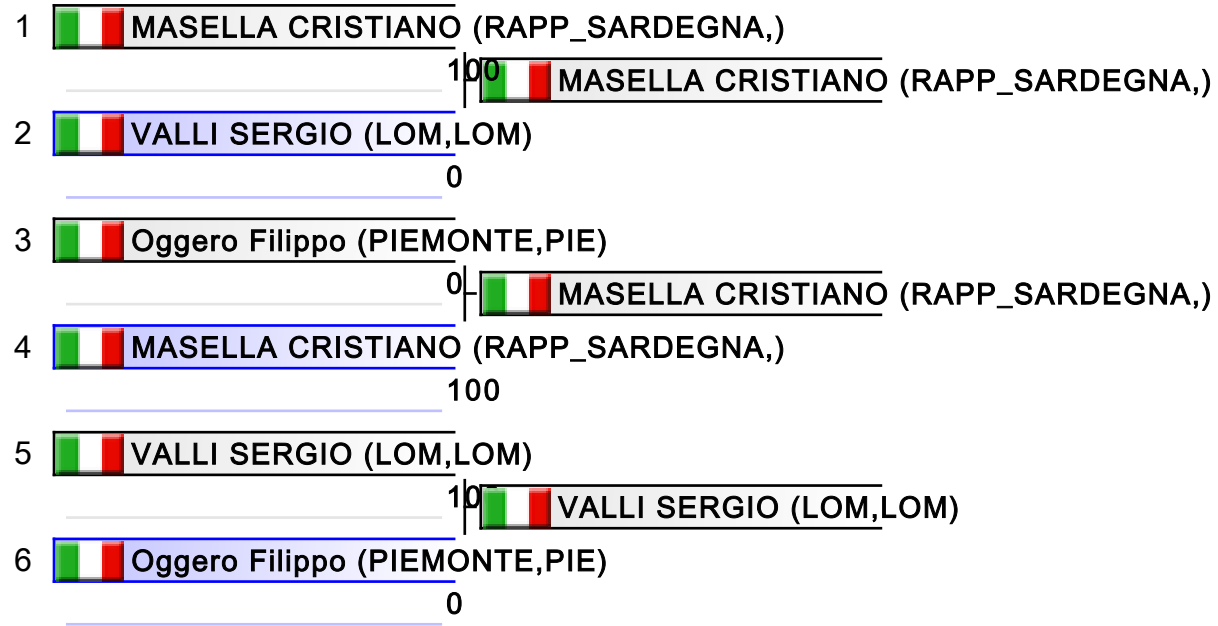 1 MASELLA CRISTIANO (RAPP_SARDEGNA,)
100 MASELLA CRISTIANO (RAPP_SARDEGNA,)
2 VALLI SERGIO (LOM,LOM)
0
3 Oggero Filippo (PIEMONTE,PIE)
0 MASELLA CRISTIANO (RAPP_SARDEGNA,)
4 MASELLA CRISTIANO (RAPP_SARDEGNA,)
100
5 VALLI SERGIO (LOM,LOM)
VALLI SERGIO (LOM,LOM)
6 Oggero Filippo (PIEMONTE,PIE)
0